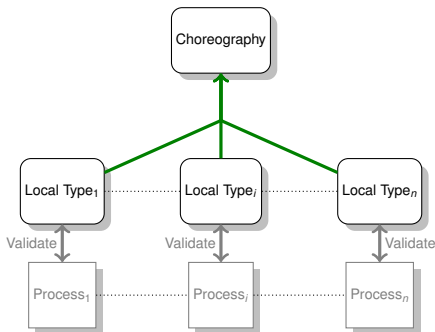 Choreography
Local Type₁ Local Typeᵢ Local Typeₙ
Validate Validate Validate
Process₁ Processᵢ Processₙ